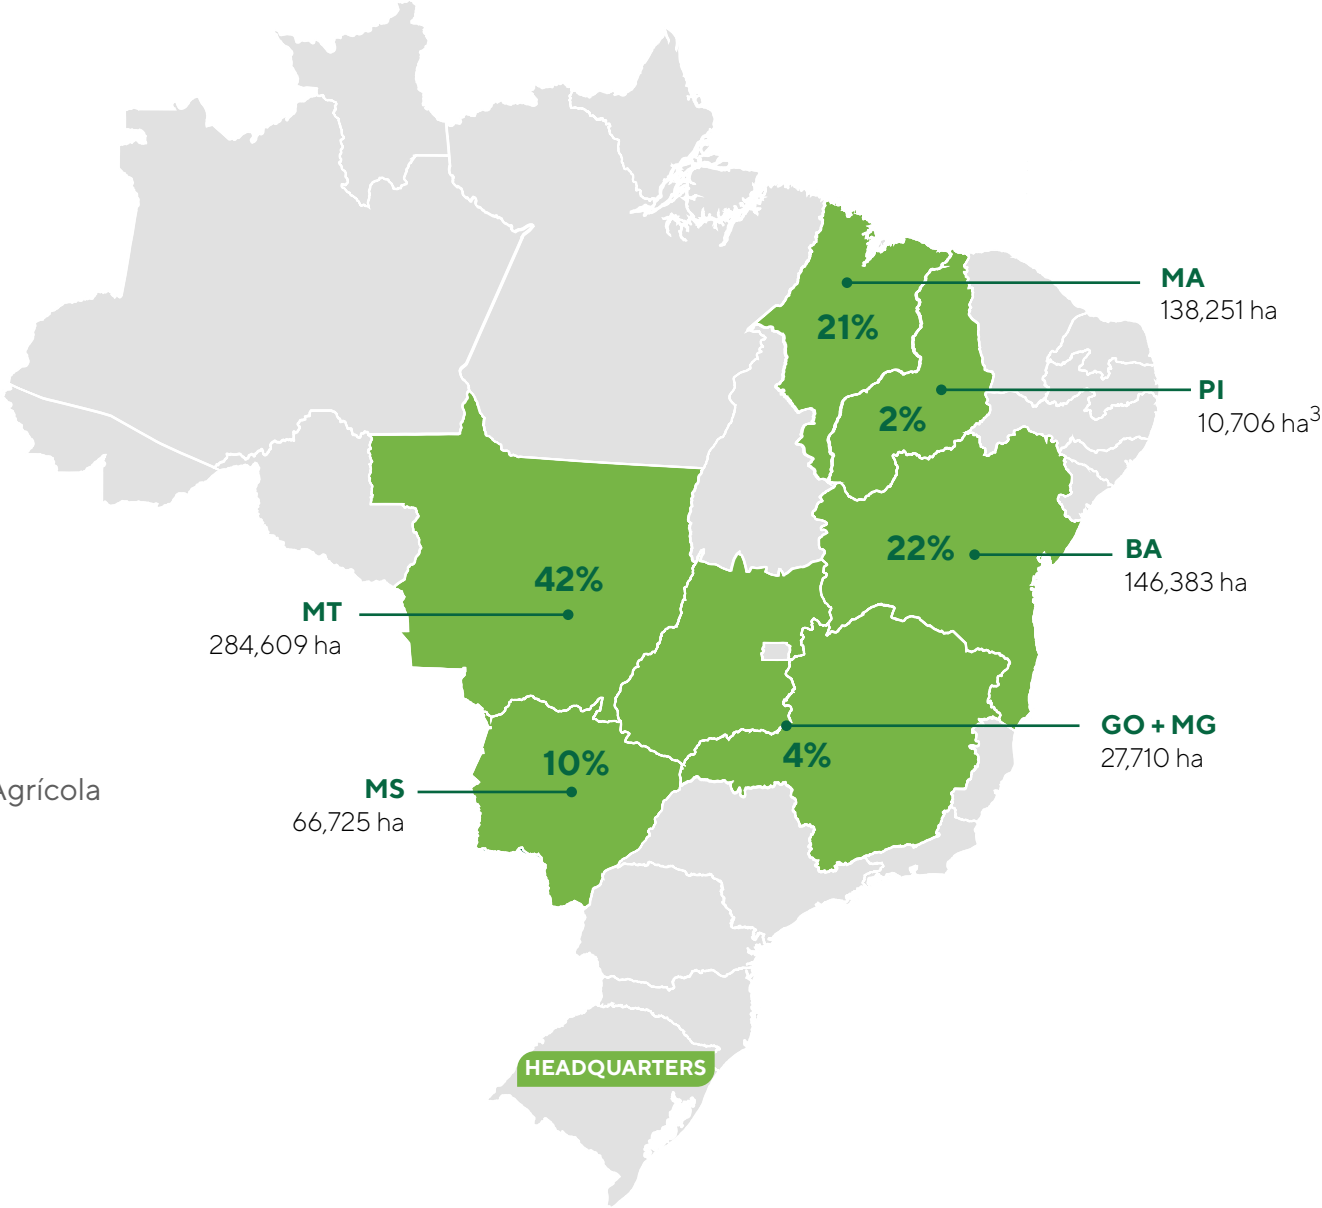 MA
138,251 ha
21%
PI
10,706 ha³
2%
22%
BA
146,383 ha
42%
MT
284,609 ha
GO + MG
27,710 ha
4%
10%
MS
66,725 ha
Agrícola
HEADQUARTERS